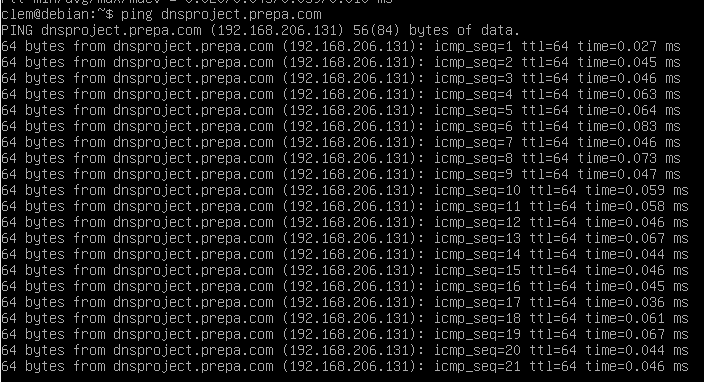 clem@debian:~$ ping dnsproject.prepa.com
PING dnsproject.prepa.com (192.168.206.131) 56(84) bytes of data.
64 bytes from dnsproject.prepa.com (192.168.206.131): icmp_seq=1 ttl=64 time=0.027 ms
64 bytes from dnsproject.prepa.com (192.168.206.131): icmp_seq=2 ttl=64 time=0.045 ms
64 bytes from dnsproject.prepa.com (192.168.206.131): icmp_seq=3 ttl=64 time=0.046 ms
64 bytes from dnsproject.prepa.com (192.168.206.131): icmp_seq=4 ttl=64 time=0.063 ms
64 bytes from dnsproject.prepa.com (192.168.206.131): icmp_seq=5 ttl=64 time=0.064 ms
64 bytes from dnsproject.prepa.com (192.168.206.131): icmp_seq=6 ttl=64 time=0.083 ms
64 bytes from dnsproject.prepa.com (192.168.206.131): icmp_seq=7 ttl=64 time=0.046 ms
64 bytes from dnsproject.prepa.com (192.168.206.131): icmp_seq=8 ttl=64 time=0.073 ms
64 bytes from dnsproject.prepa.com (192.168.206.131): icmp_seq=9 ttl=64 time=0.047 ms
64 bytes from dnsproject.prepa.com (192.168.206.131): icmp_seq=10 ttl=64 time=0.059 ms
64 bytes from dnsproject.prepa.com (192.168.206.131): icmp_seq=11 ttl=64 time=0.058 ms
64 bytes from dnsproject.prepa.com (192.168.206.131): icmp_seq=12 ttl=64 time=0.046 ms
64 bytes from dnsproject.prepa.com (192.168.206.131): icmp_seq=13 ttl=64 time=0.067 ms
64 bytes from dnsproject.prepa.com (192.168.206.131): icmp_seq=14 ttl=64 time=0.044 ms
64 bytes from dnsproject.prepa.com (192.168.206.131): icmp_seq=15 ttl=64 time=0.046 ms
64 bytes from dnsproject.prepa.com (192.168.206.131): icmp_seq=16 ttl=64 time=0.045 ms
64 bytes from dnsproject.prepa.com (192.168.206.131): icmp_seq=17 ttl=64 time=0.036 ms
64 bytes from dnsproject.prepa.com (192.168.206.131): icmp_seq=18 ttl=64 time=0.061 ms
64 bytes from dnsproject.prepa.com (192.168.206.131): icmp_seq=19 ttl=64 time=0.067 ms
64 bytes from dnsproject.prepa.com (192.168.206.131): icmp_seq=20 ttl=64 time=0.044 ms
64 bytes from dnsproject.prepa.com (192.168.206.131): icmp_seq=21 ttl=64 time=0.046 ms